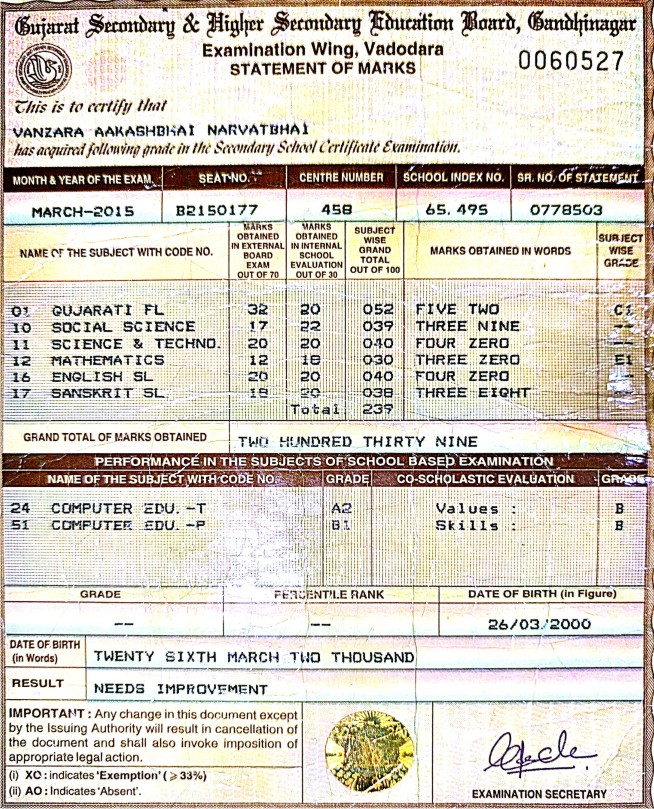 Gujarat Secondary & Higher Secondary Education Board, Gandhinagar
Examination Wing, Vadodara
STATEMENT OF MARKS
0060527
This is to certify that
VANZARA AAKASHBHAI NARVATBHAI
has acquired following grade in the Secondary School Certificate Examination.
MONTH & YEAR OF THE EXAM. SEAT NO. CENTRE NUMBER SCHOOL INDEX NO. SR. NO. OF STATEMENT
MARCH-2015 B2150177 458 65.495 0778503
NAME OF THE SUBJECT WITH CODE NO. MARKS OBTAINED IN EXTERNAL BOARD EXAM OUT OF 70 MARKS OBTAINED IN INTERNAL SCHOOL EVALUATION OUT OF 30 SUBJECT WISE GRAND TOTAL OUT OF 100 MARKS OBTAINED IN WORDS SUBJECT WISE GRADE
01 GUJARATI FL 32 20 052 FIVE TWO C1
10 SOCIAL SCIENCE 17 22 039 THREE NINE --
11 SCIENCE & TECHNO. 20 20 040 FOUR ZERO --
12 MATHEMATICS 12 18 030 THREE ZERO E1
16 ENGLISH SL 20 20 040 FOUR ZERO --
17 SANSKRIT SL 18 20 038 THREE EIGHT --
Total 239
GRAND TOTAL OF MARKS OBTAINED TWO HUNDRED THIRTY NINE
PERFORMANCE IN THE SUBJECTS OF SCHOOL BASED EXAMINATION
NAME OF THE SUBJECT WITH CODE NO. GRADE CO-SCHOLASTIC EVALUATION GRADE
24 COMPUTER EDU.-T A2 Values : B
51 COMPUTER EDU.-P B1 Skills : B
GRADE PERCENTILE RANK DATE OF BIRTH (in Figure)
-- -- 26/03/2000
DATE OF BIRTH (in Words) TWENTY SIXTH MARCH TWO THOUSAND
RESULT NEEDS IMPROVEMENT
IMPORTANT : Any change in this document except
by the Issuing Authority will result in cancellation of
the document and shall also invoke imposition of
appropriate legal action.
(i) XC : indicates 'Exemption' (⩾ 33%)
(ii) AO : Indicates 'Absent'.
EXAMINATION SECRETARY